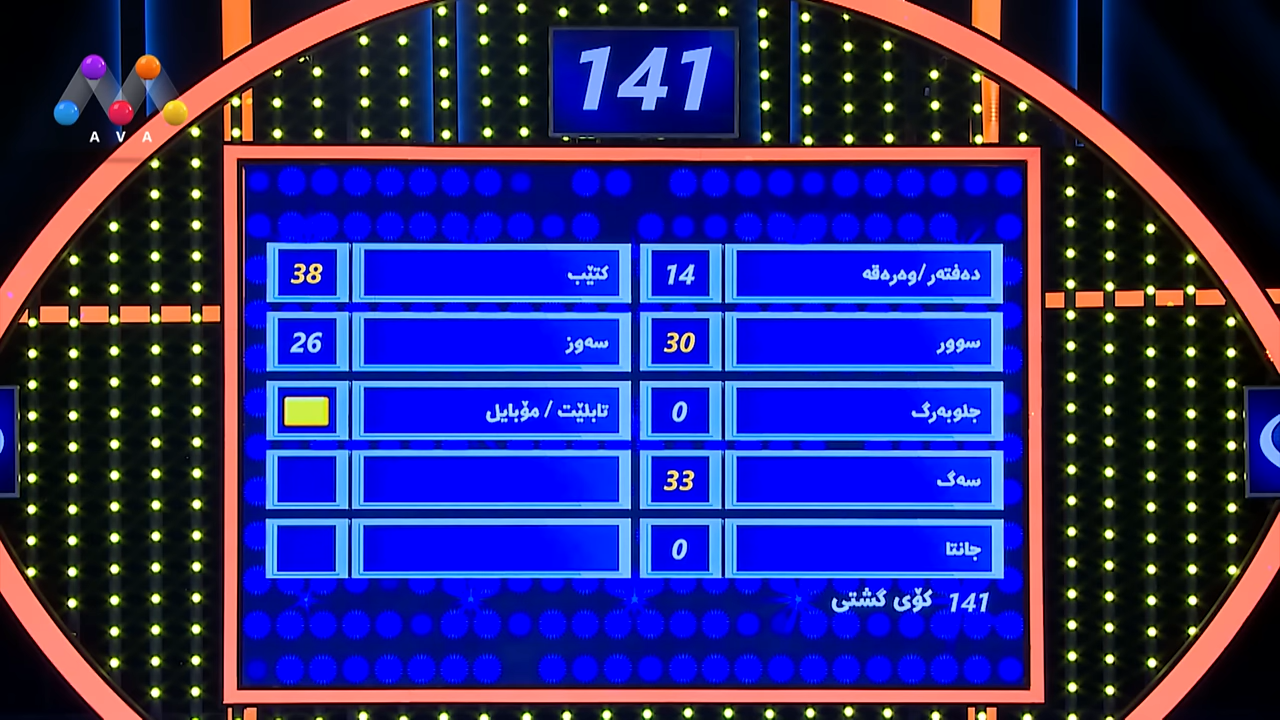 AVA
141
دەفتەر/وەرەقە 14
سوور 30
جلوبەرگ 0
سەگ 33
جانتا 0
کتێب 38
سەوز 26
تابلێت / مۆبایل
141 کۆی گشتی